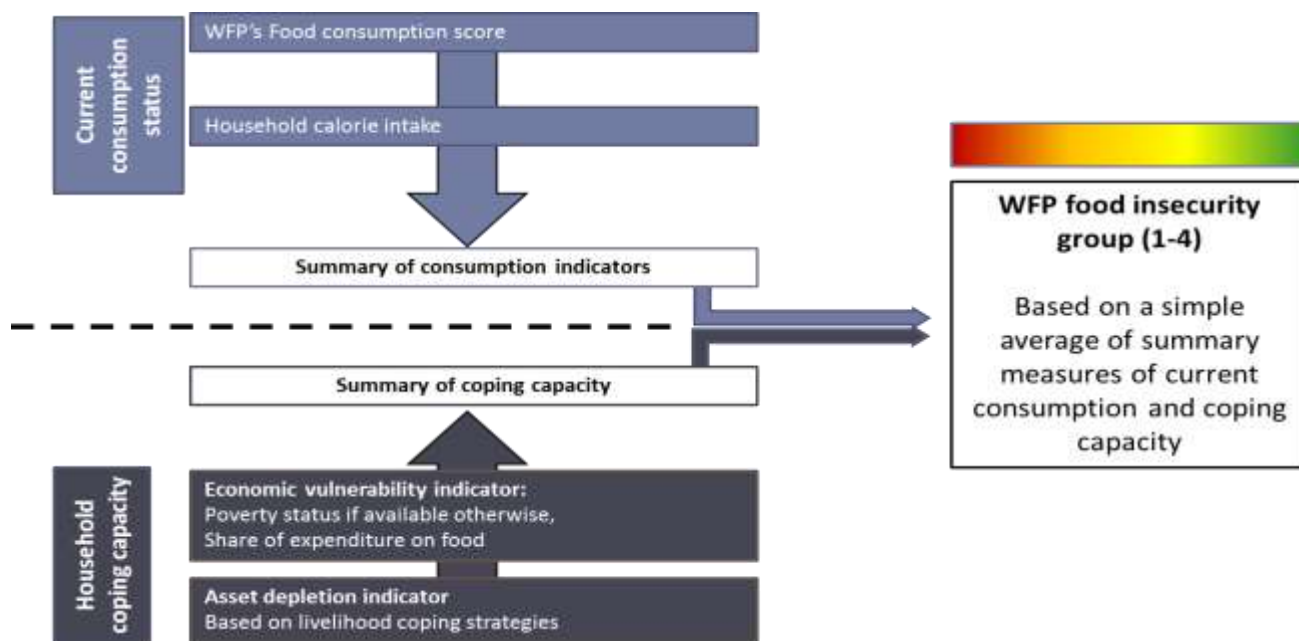 Current
consumption
status
WFP's Food consumption score
Household calorie intake
Summary of consumption indicators
Summary of coping capacity
Household
coping capacity
Economic vulnerability indicator:
Poverty status if available otherwise,
Share of expenditure on food
Asset depletion indicator
Based on livelihood coping strategies
WFP food insecurity
group (1-4)
Based on a simple
average of summary
measures of current
consumption and coping
capacity